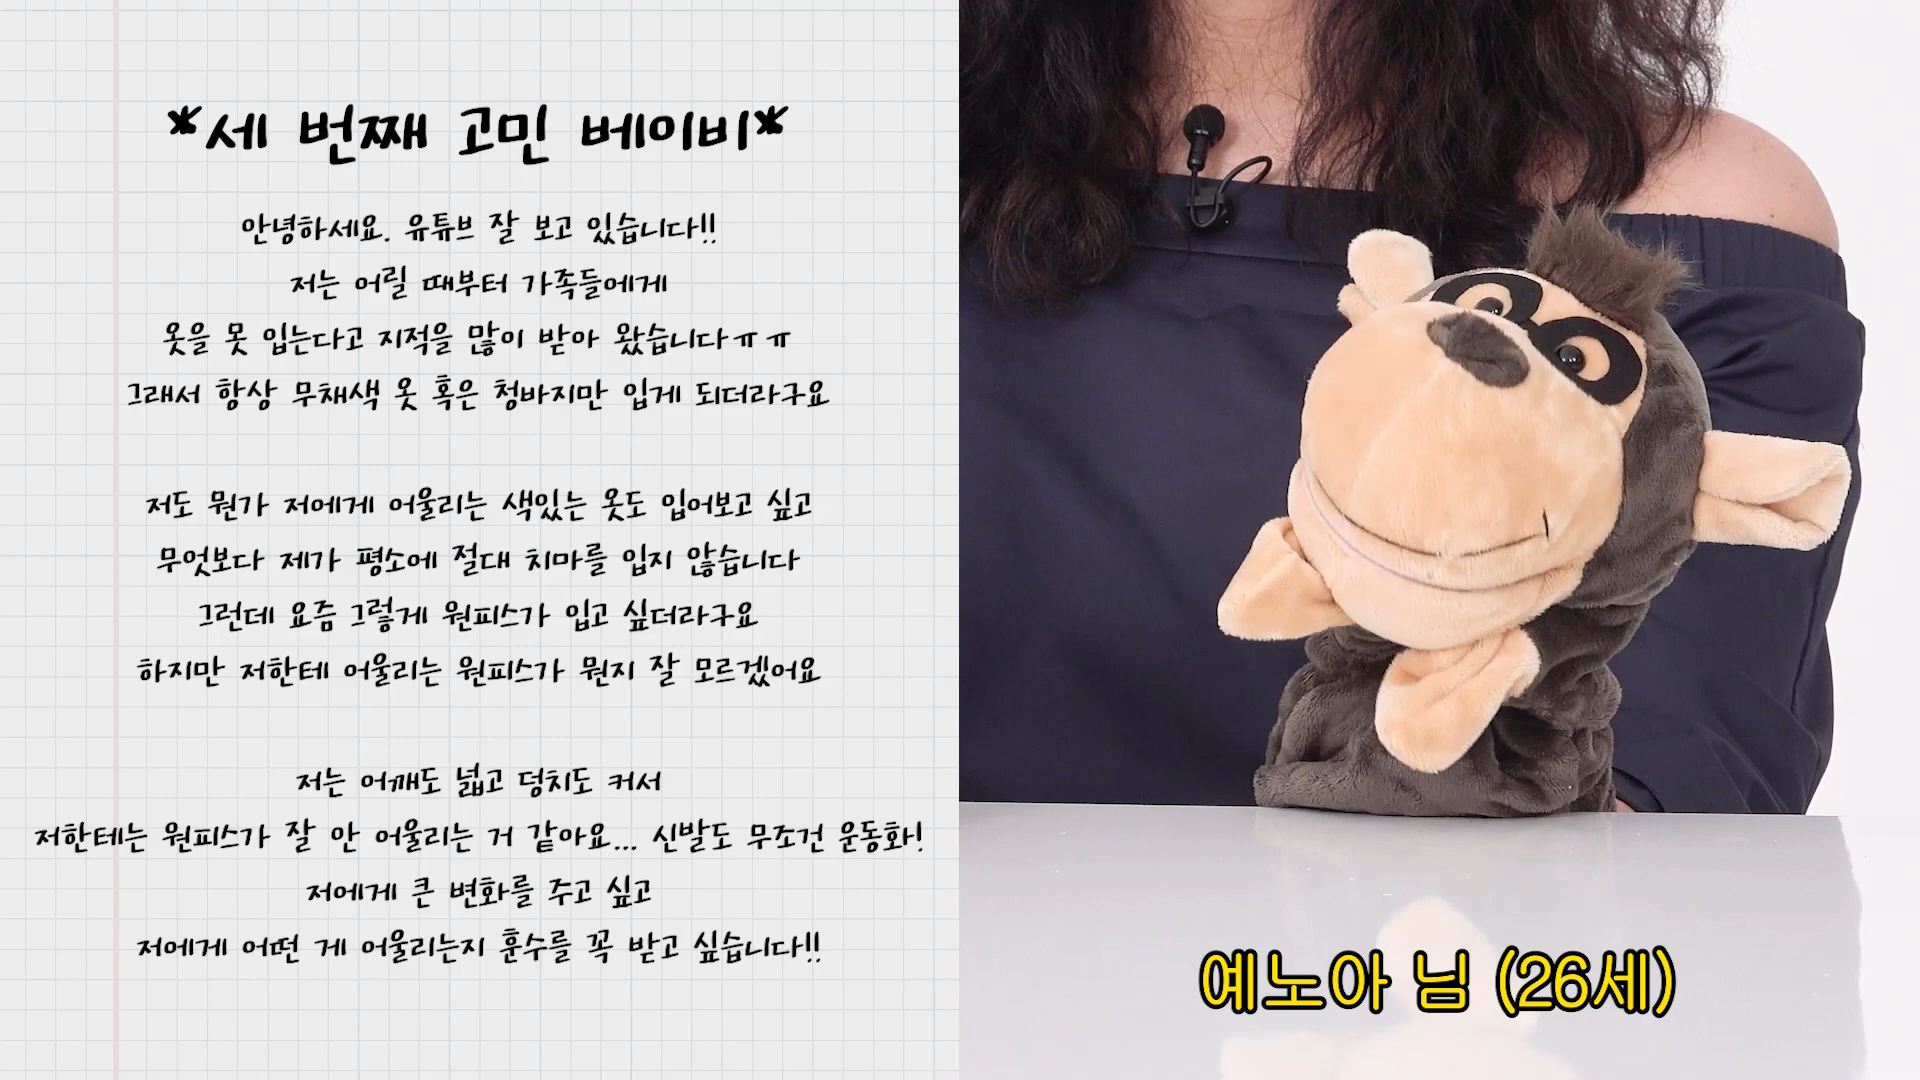 *세 번째 고민 베이비*
안녕하세요. 유튜브 잘 보고 있습니다!!
저는 어릴 때부터 가족들에게
옷을 못 입는다고 지적을 많이 받아 왔습니다ㅠㅠ
그래서 항상 무채색 옷 혹은 청바지만 입게 되더라구요
저도 뭔가 저에게 어울리는 색있는 옷도 입어보고 싶고
무엇보다 제가 평소에 절대 치마를 입지 않습니다
그런데 요즘 그렇게 원피스가 입고 싶더라구요
하지만 저한테 어울리는 원피스가 뭔지 잘 모르겠어요
저는 어깨도 넓고 덩치도 커서
저한테는 원피스가 잘 안 어울리는 거 같아요... 신발도 무조건 운동화!
저에게 큰 변화를 주고 싶고
저에게 어떤 게 어울리는지 훈수를 꼭 받고 싶습니다!!
예노아 님 (26세)